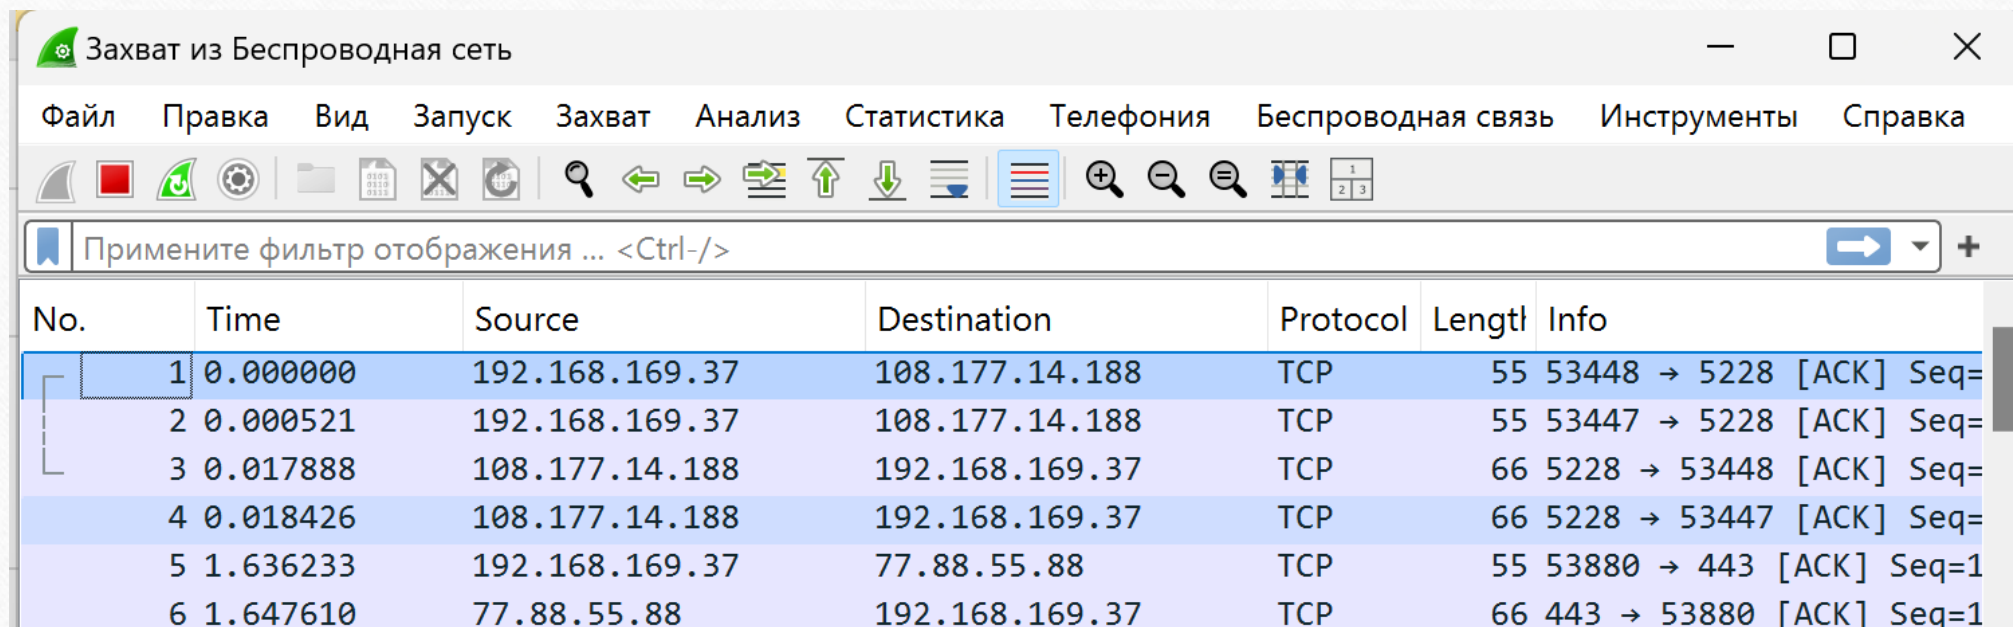 Захват из Беспроводная сеть
Файл Правка Вид Запуск Захват Анализ Статистика Телефония Беспроводная связь Инструменты Справка
Примените фильтр отображения ... <Ctrl-/>
No. Time Source Destination Protocol Length Info
1 0.000000 192.168.169.37 108.177.14.188 TCP 55 53448 → 5228 [ACK] Seq=
2 0.000521 192.168.169.37 108.177.14.188 TCP 55 53447 → 5228 [ACK] Seq=
3 0.017888 108.177.14.188 192.168.169.37 TCP 66 5228 → 53448 [ACK] Seq=
4 0.018426 108.177.14.188 192.168.169.37 TCP 66 5228 → 53447 [ACK] Seq=
5 1.636233 192.168.169.37 77.88.55.88 TCP 55 53880 → 443 [ACK] Seq=1
6 1.647610 77.88.55.88 192.168.169.37 TCP 66 443 → 53880 [ACK] Seq=1